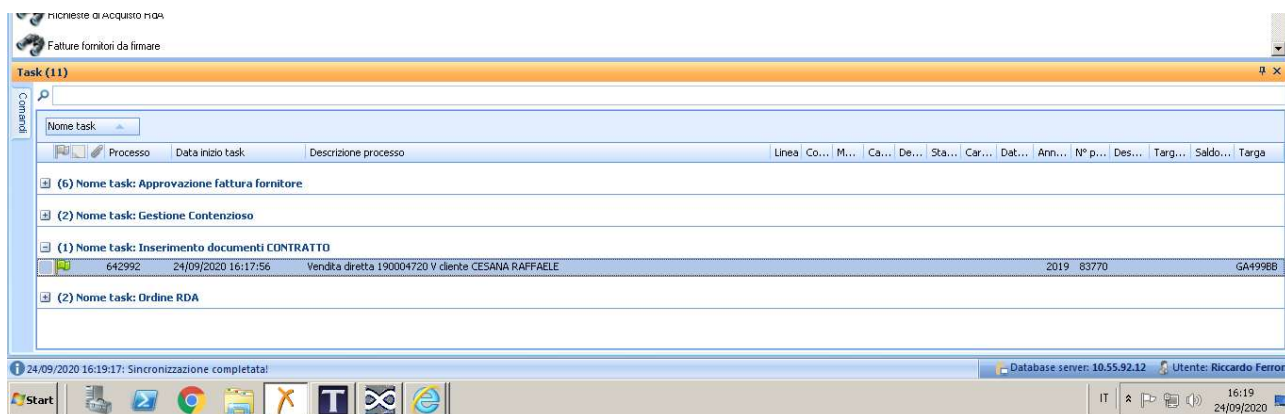 Richieste di Acquisto RdA
Fatture fornitori da firmare
Task (11)
Comandi
Nome task
Processo Data inizio task Descrizione processo Linea Co... M... Ca... De... Sta... Car... Dat... Ann... N° p... Des... Targ... Saldo... Targa
(6) Nome task: Approvazione fattura fornitore
(2) Nome task: Gestione Contenzioso
(1) Nome task: Inserimento documenti CONTRATTO
642992 24/09/2020 16:17:56 Vendita diretta 190004720 V cliente CESANA RAFFAELE 2019 83770 GA499BB
(2) Nome task: Ordine RDA
24/09/2020 16:19:17: Sincronizzazione completata! Database server: 10.55.92.12 Utente: Riccardo Ferror
Start IT 16:19
24/09/2020